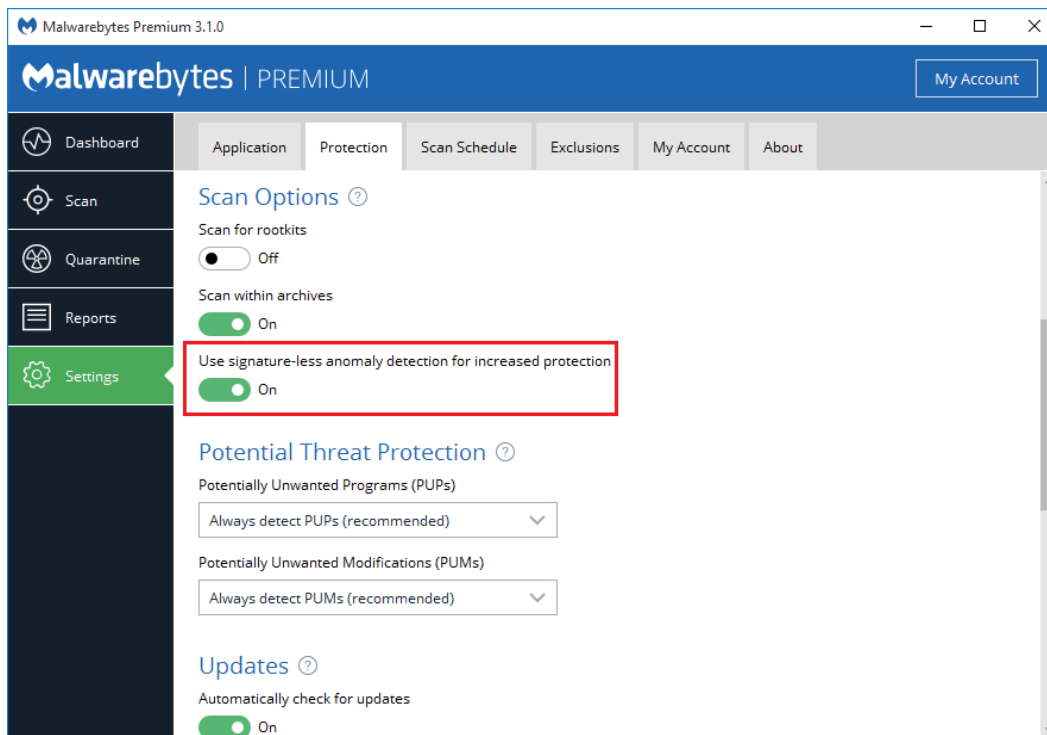 Malwarebytes Premium 3.1.0
Malwarebytes | PREMIUM
My Account
Dashboard
Scan
Quarantine
Reports
Settings
Application
Protection
Scan Schedule
Exclusions
My Account
About
Scan Options ?
Scan for rootkits
Off
Scan within archives
On
Use signature-less anomaly detection for increased protection
On
Potential Threat Protection ?
Potentially Unwanted Programs (PUPs)
Always detect PUPs (recommended)
Potentially Unwanted Modifications (PUMs)
Always detect PUMs (recommended)
Updates ?
Automatically check for updates
On